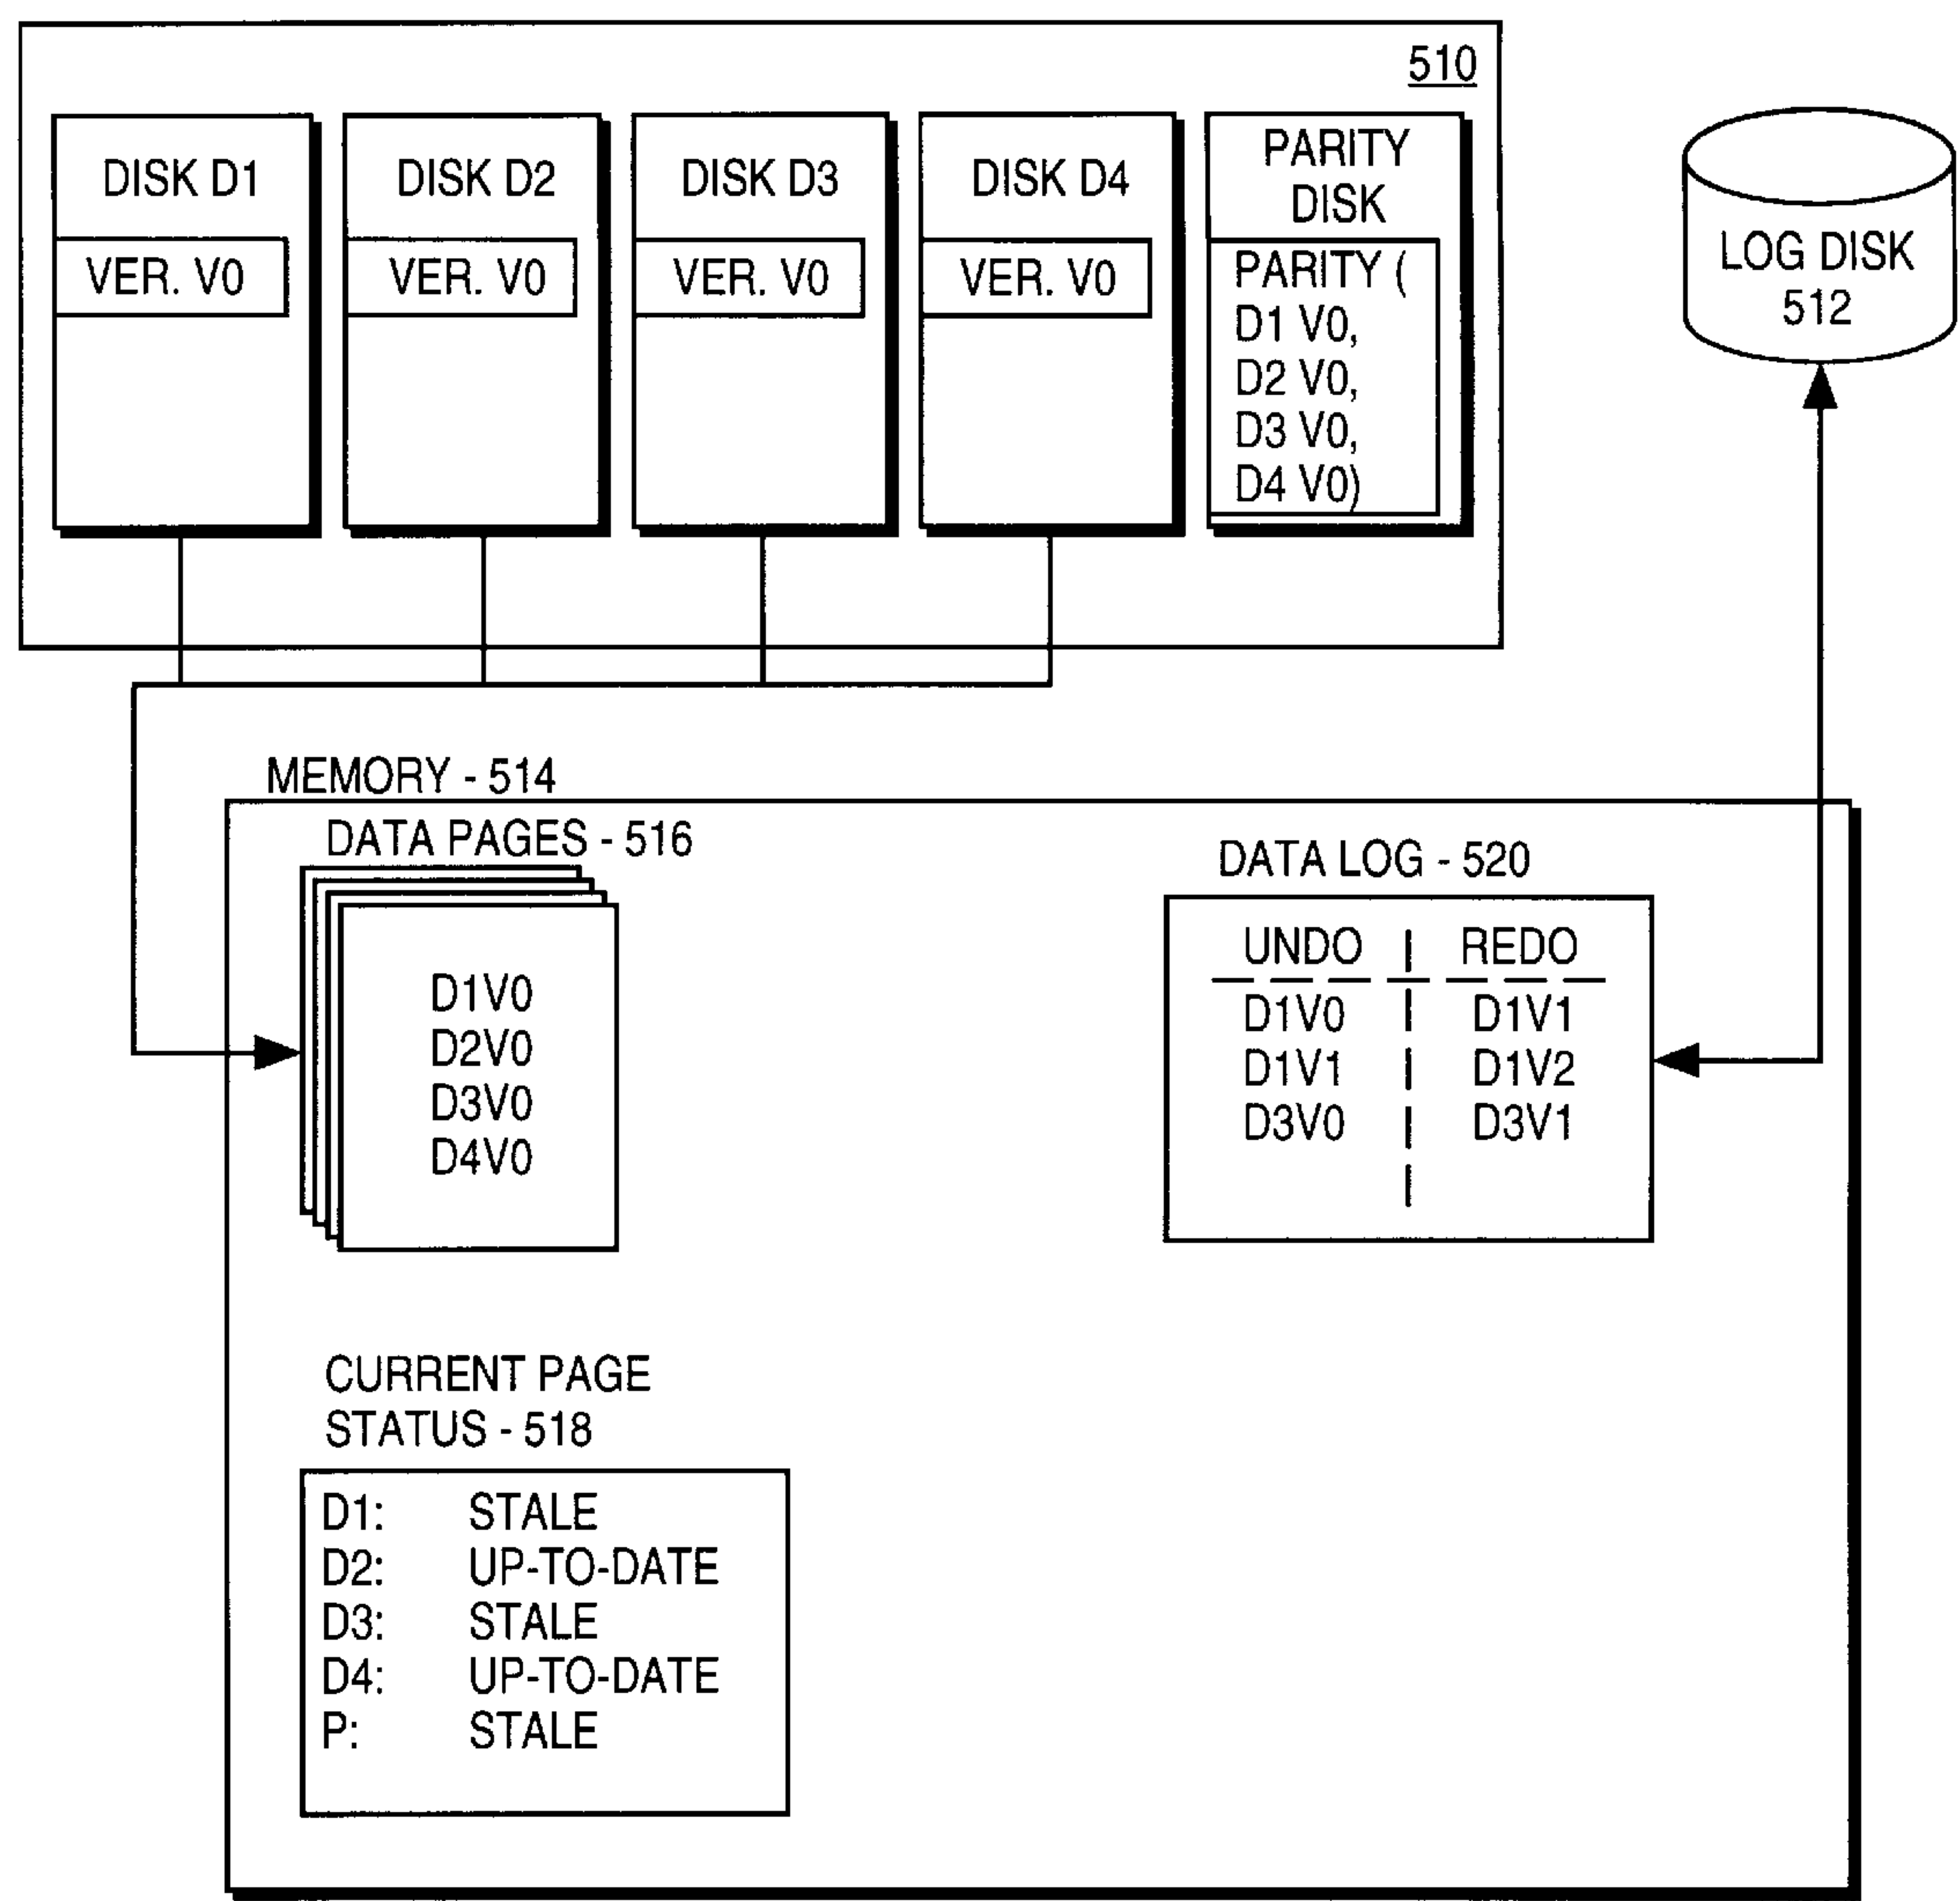 510
DISK D1
VER. V0
DISK D2
VER. V0
DISK D3
VER. V0
DISK D4
VER. V0
PARITY
DISK
PARITY (
D1 V0,
D2 V0,
D3 V0,
D4 V0)
LOG DISK
512
MEMORY - 514
DATA PAGES - 516
D1V0
D2V0
D3V0
D4V0
DATA LOG - 520
UNDO | REDO
D1V0 | D1V1
D1V1 | D1V2
D3V0 | D3V1
CURRENT PAGE
STATUS - 518
D1: STALE
D2: UP-TO-DATE
D3: STALE
D4: UP-TO-DATE
P: STALE